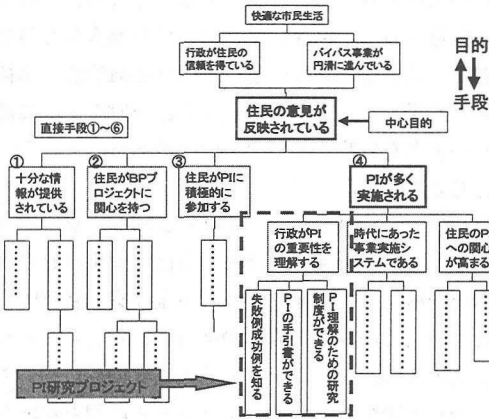 快適な市民生活
行政が住民の
信頼を得ている
バイパス事業が
円滑に進んでいる
目的
手段
住民の意見が
反映されている
中心目的
直接手段①～⑥
①
十分な情
報が提供
されている
②
住民がBPプ
ロジェクトに
関心を持つ
③
住民がPIに
積極的に
参加する
④
PIが多く
実施される
行政がPI
の重要性を
理解する
時代にあった
事業実施シ
ステムである
住民のP
への関心
が高まる
失敗例成功例を知る
PIの手引書ができる
PI理解のための研究
制度ができる
PI研究プロジェクト